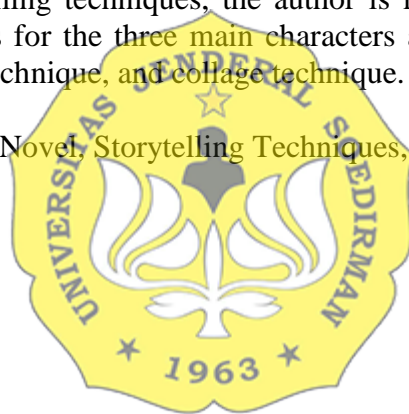 lling techniques, the author is
s for the three main characters a
chnique, and collage technique.
Novel, Storytelling Techniques,
UNIVERSITAS JENDERAL SOEDIRMAN
1963